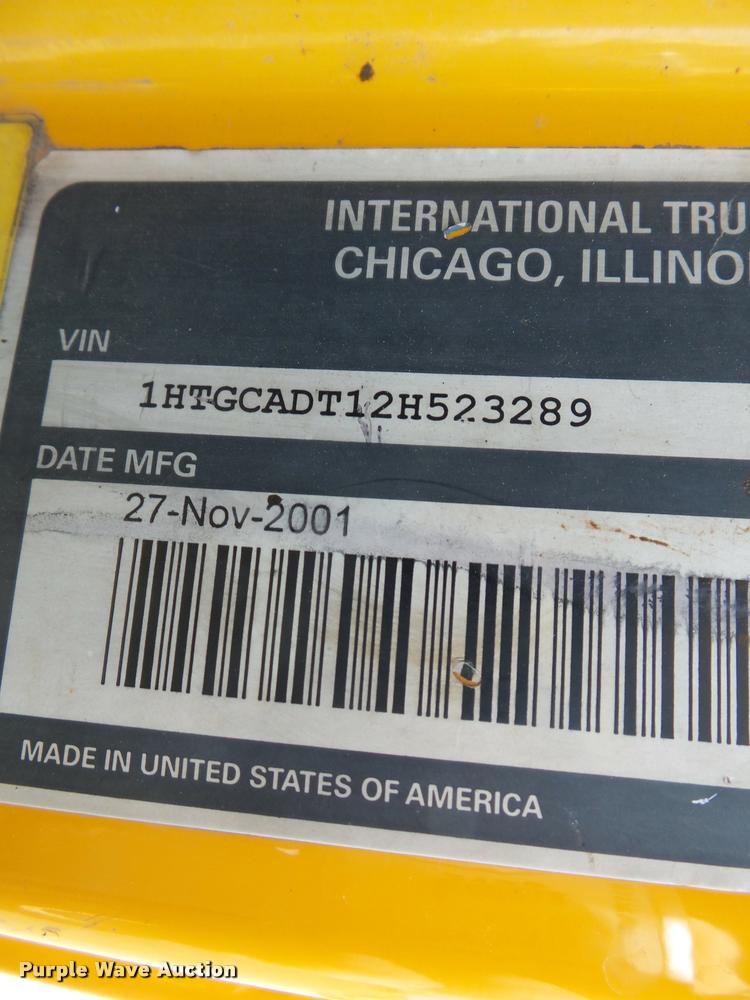 INTERNATIONAL TRU
CHICAGO, ILLINO
VIN
1HTGCADT12H523289
DATE MFG
27-Nov-2001
MADE IN UNITED STATES OF AMERICA
Purple Wave Auction